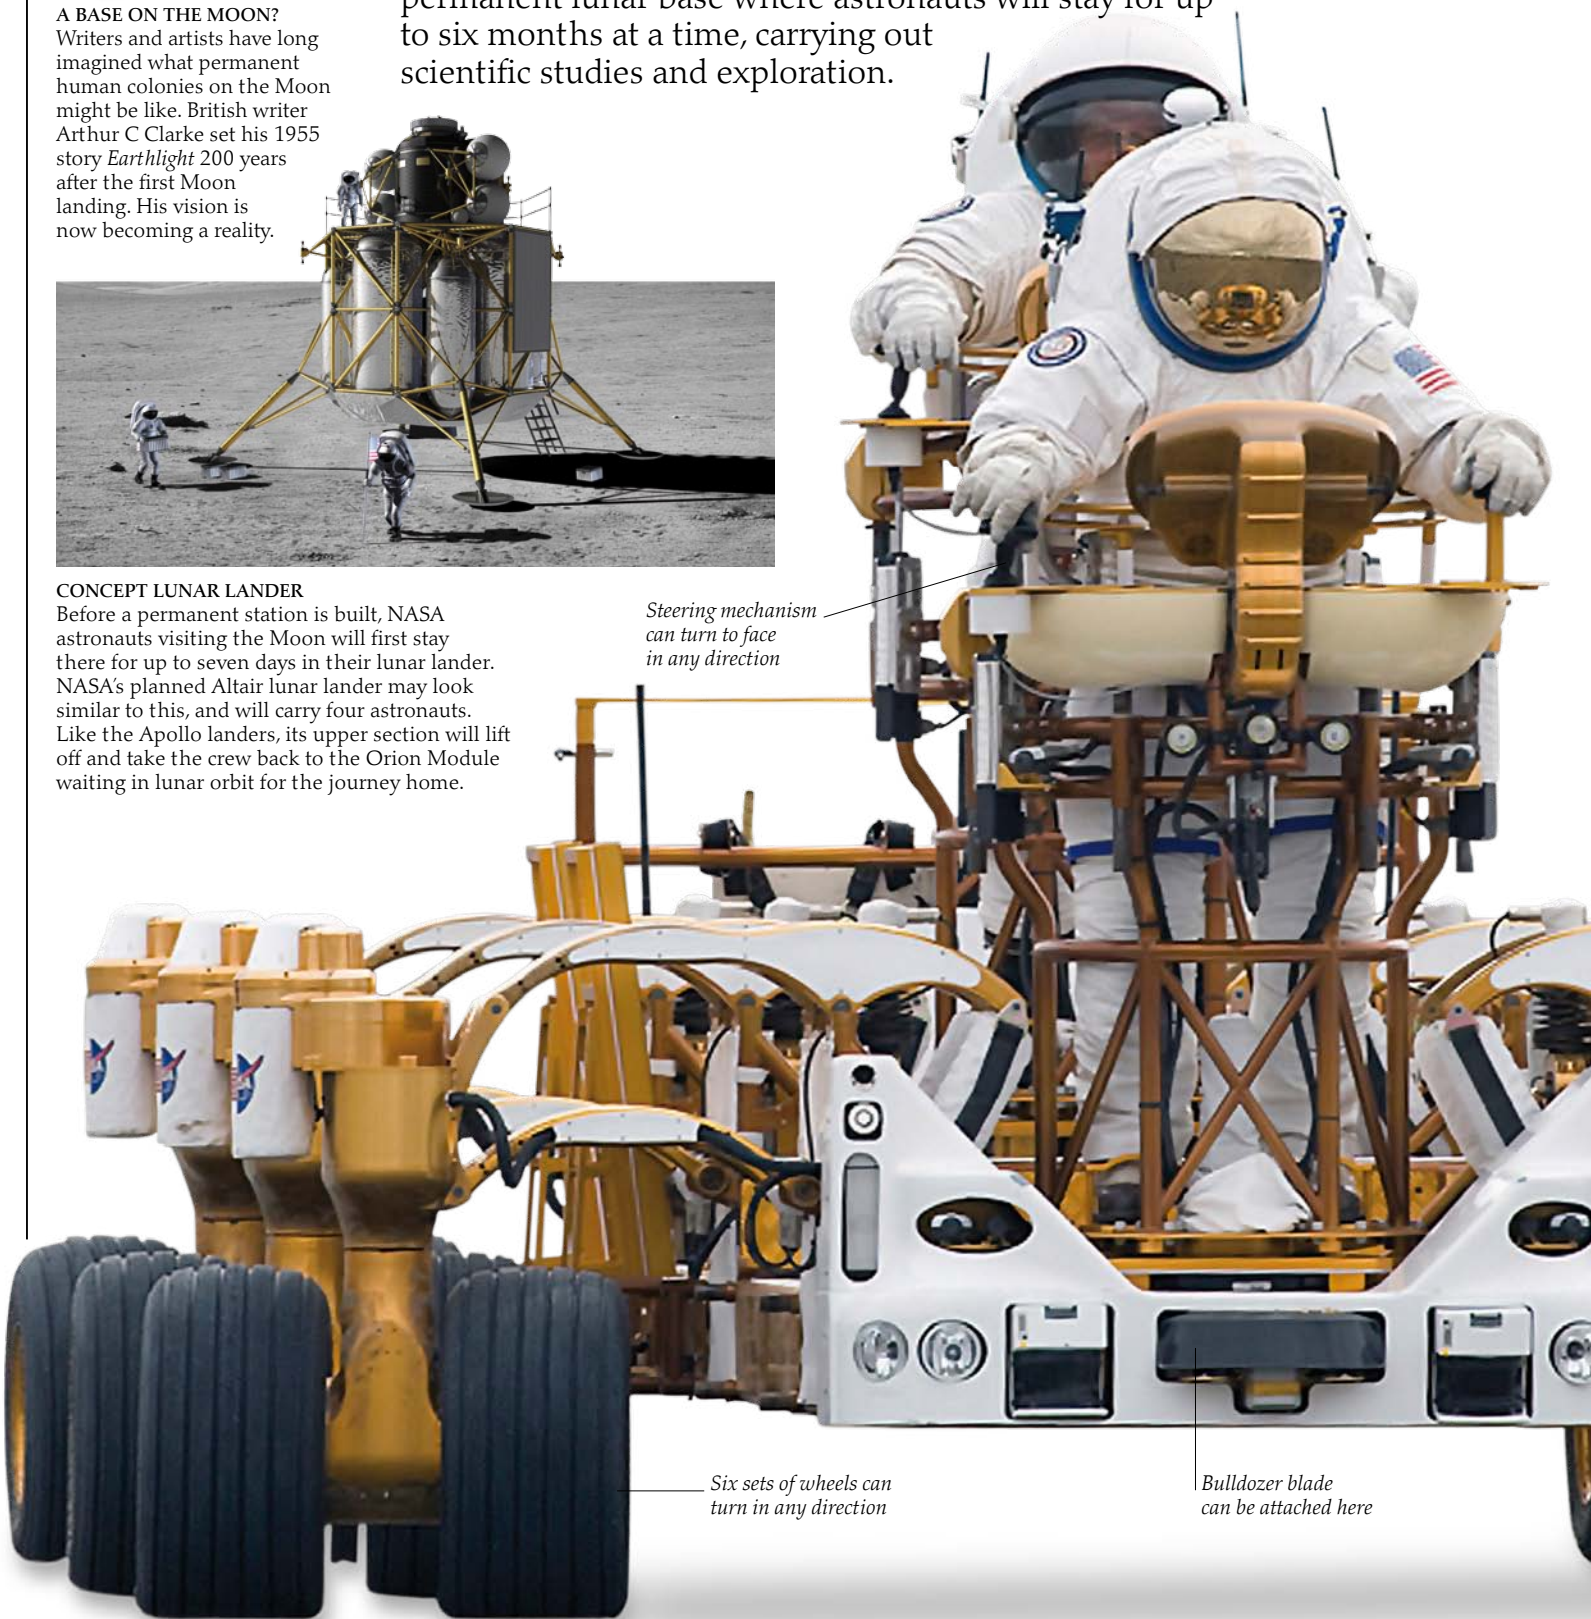 permanent lunar base where astronauts will stay for up
to six months at a time, carrying out
scientific studies and exploration.
A BASE ON THE MOON?
Writers and artists have long
imagined what permanent
human colonies on the Moon
might be like. British writer
Arthur C Clarke set his 1955
story Earthlight 200 years
after the first Moon
landing. His vision is
now becoming a reality.
CONCEPT LUNAR LANDER
Before a permanent station is built, NASA
astronauts visiting the Moon will first stay
there for up to seven days in their lunar lander.
NASA’s planned Altair lunar lander may look
similar to this, and will carry four astronauts.
Like the Apollo landers, its upper section will lift
off and take the crew back to the Orion Module
waiting in lunar orbit for the journey home.
Steering mechanism
can turn to face
in any direction
Six sets of wheels can
turn in any direction
Bulldozer blade
can be attached here